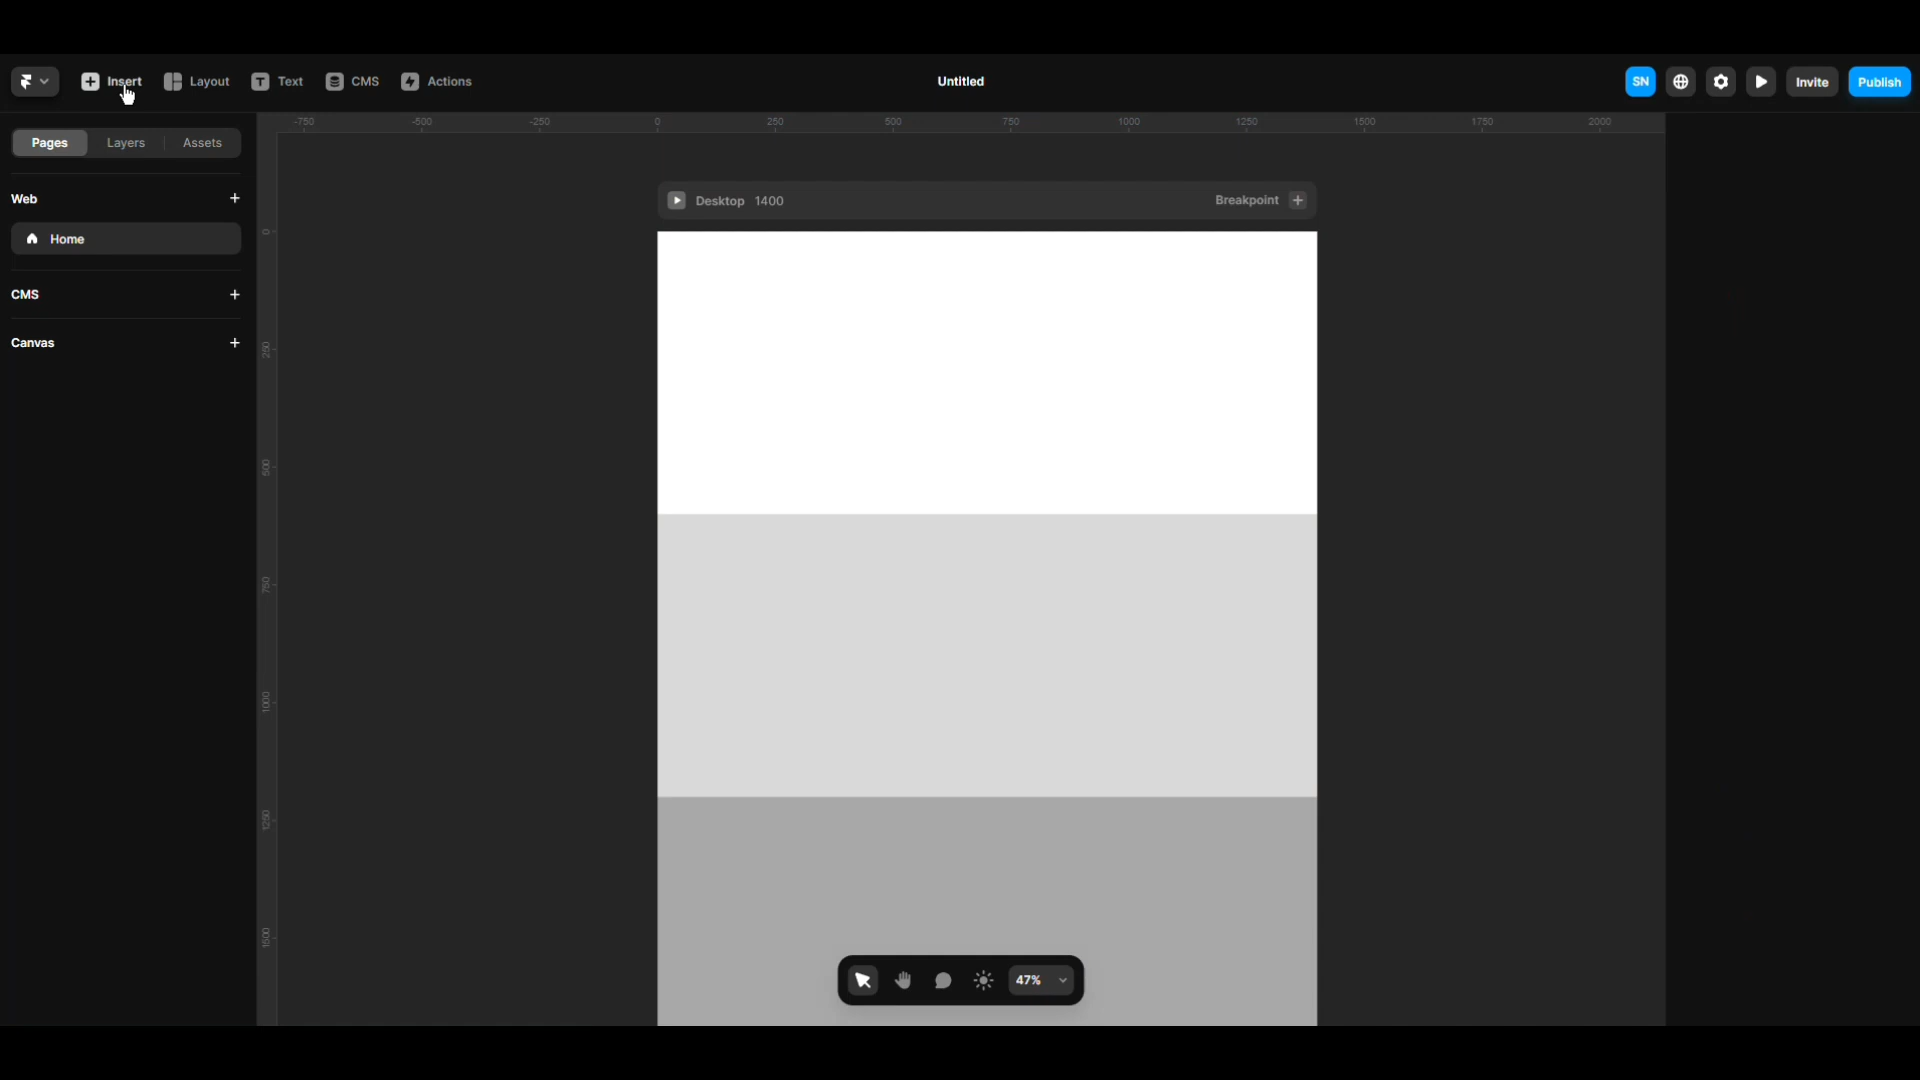 Insert Layout Text CMS Actions Untitled SN Invite Publish
Pages Layers Assets
-750 -500 -250 0 250 500 750 1000 1250 1500 1750 2000
Web
Desktop 1400 Breakpoint
Home
0
CMS
Canvas
250
500
750
1000
1250
1500
47%